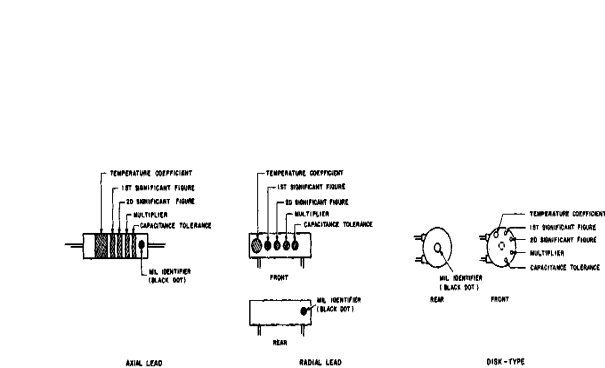 TEMPERATURE COEFFICIENT
1ST SIGNIFICANT FIGURE
2D SIGNIFICANT FIGURE
MULTIPLIER
CAPACITANCE TOLERANCE
MIL IDENTIFIER
(BLACK DOT)
AXIAL LEAD
TEMPERATURE COEFFICIENT
1ST SIGNIFICANT FIGURE
2D SIGNIFICANT FIGURE
MULTIPLIER
CAPACITANCE TOLERANCE
FRONT
MIL IDENTIFIER
(BLACK DOT)
REAR
RADIAL LEAD
MIL IDENTIFIER
(BLACK DOT)
REAR
TEMPERATURE COEFFICIENT
1ST SIGNIFICANT FIGURE
2D SIGNIFICANT FIGURE
MULTIPLIER
CAPACITANCE TOLERANCE
FRONT
DISK-TYPE